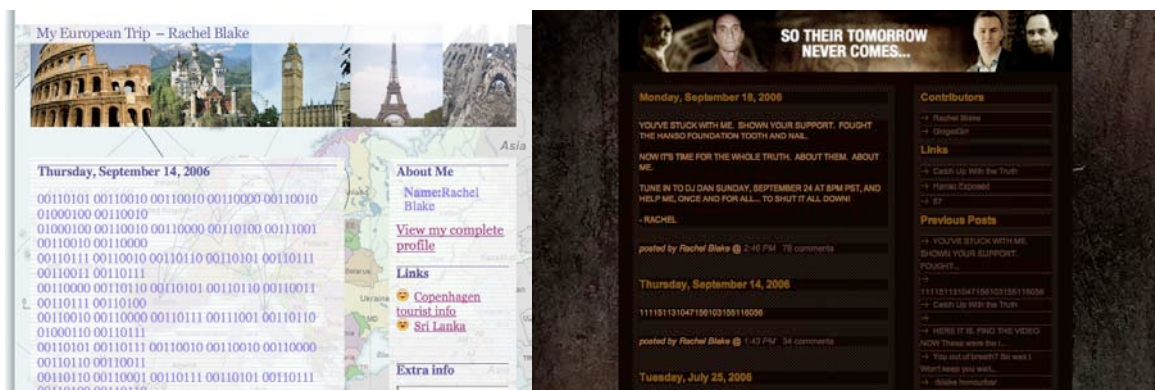 My European Trip – Rachel Blake
Thursday, September 14, 2006
00110101 00110010 00110010 00110000 00110010
01000100 00110010
01000100 00110010 00110000 00110100 00111001
00110010 00110000
00110111 00110010 00110110 00110101 00110111
00110011 00110111
00110000 00110110 00110101 00110110 00110011
00110111 00110100
00110010 00110000 00110111 00111001 00110110
01000110 00110111
00110101 00110111 00110010 00110010 00110000
00110110 00110011
00110110 00110001 00110111 00110101 00110111
Asia
About Me
Name:Rachel
Blake
View my complete
profile
Links
Copenhagen
tourist info
Sri Lanka
Extra info
Belarus
Ukraine
SO THEIR TOMORROW
NEVER COMES...
Monday, September 18, 2006
YOU'VE STUCK WITH ME. SHOWN YOUR SUPPORT. FOUGHT
THE HANSO FOUNDATION TOOTH AND NAIL.
NOW IT'S TIME FOR THE WHOLE TRUTH. ABOUT THEM. ABOUT
ME.
TUNE IN TO DJ DAN SUNDAY, SEPTEMBER 24 AT 8PM PST, AND
HELP ME, ONCE AND FOR ALL... TO SHUT IT ALL DOWN!
- RACHEL
posted by Rachel Blake @ 2:46 PM 78 comments
Thursday, September 14, 2006
posted by Rachel Blake @ 1:43 PM 34 comments
Tuesday, July 25, 2006
Contributors
Rachel Blake
Links
Catch Up With the Truth
Hanso Exposed
Previous Posts
YOU'VE STUCK WITH ME.
SHOWN YOUR SUPPORT.
FOUGHT...
Catch Up With the Truth
HERE IT IS. FIND THE VIDEO
NOW These were the i...
You out of breath? So was I
Won't keep you wait...